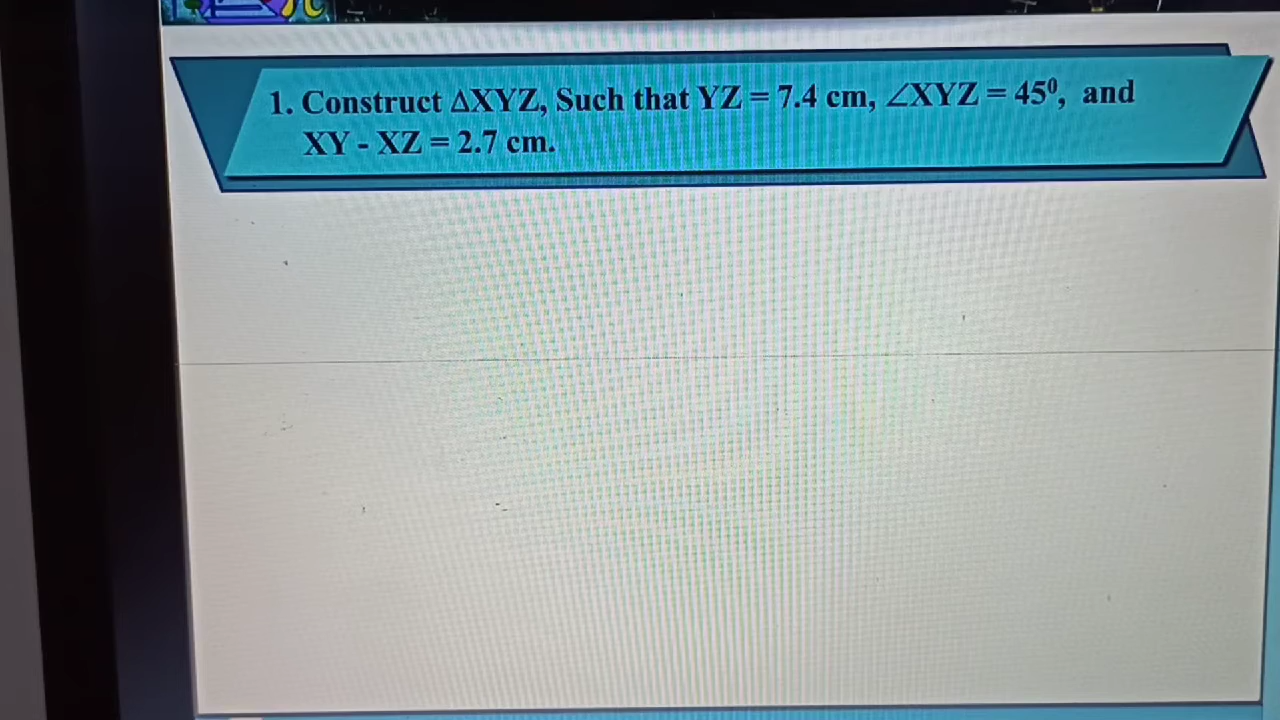 1. Construct ΔXYZ, Such that YZ = 7.4 cm, ∠XYZ = 45⁰, and
XY - XZ = 2.7 cm.